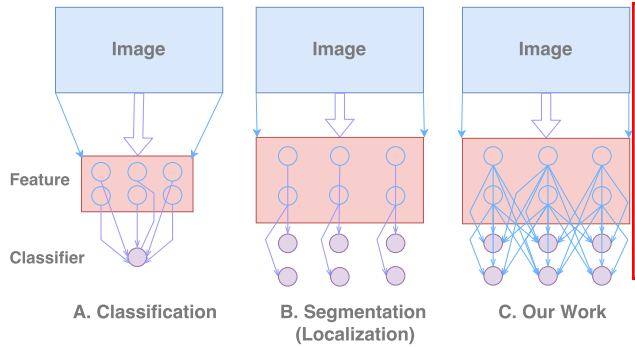 Image
Image
Image
Feature
Classifier
A. Classification
B. Segmentation
(Localization)
C. Our Work